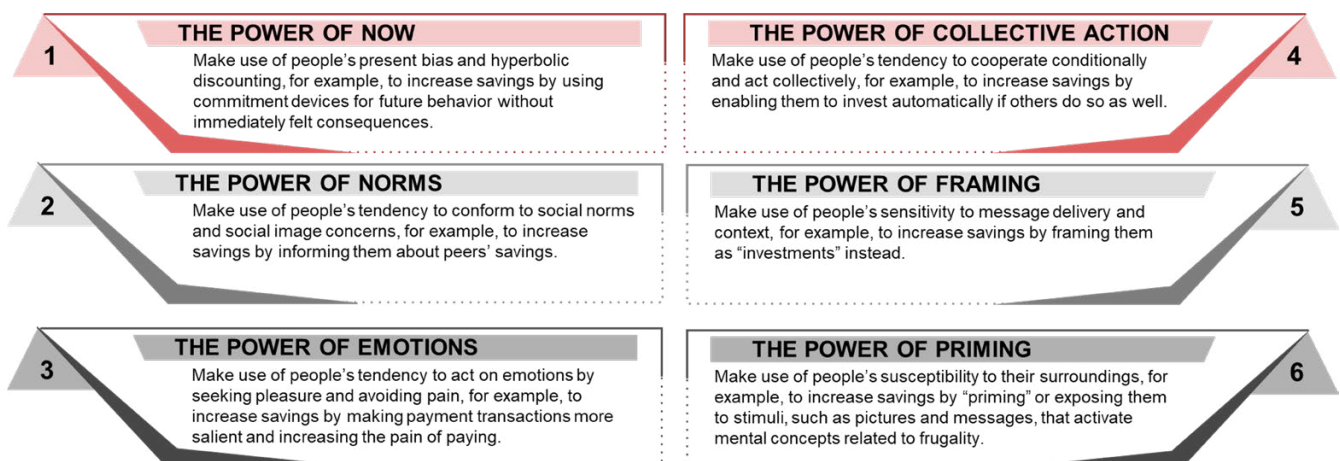 1
THE POWER OF NOW
Make use of people's present bias and hyperbolic
discounting, for example, to increase savings by using
commitment devices for future behavior without
immediately felt consequences.
2
THE POWER OF NORMS
Make use of people's tendency to conform to social norms
and social image concerns, for example, to increase
savings by informing them about peers' savings.
3
THE POWER OF EMOTIONS
Make use of people's tendency to act on emotions by
seeking pleasure and avoiding pain, for example, to
increase savings by making payment transactions more
salient and increasing the pain of paying.
4
THE POWER OF COLLECTIVE ACTION
Make use of people's tendency to cooperate conditionally
and act collectively, for example, to increase savings by
enabling them to invest automatically if others do so as well.
5
THE POWER OF FRAMING
Make use of people's sensitivity to message delivery and
context, for example, to increase savings by framing them
as “investments” instead.
6
THE POWER OF PRIMING
Make use of people's susceptibility to their surroundings, for
example, to increase savings by “priming” or exposing them
to stimuli, such as pictures and messages, that activate
mental concepts related to frugality.